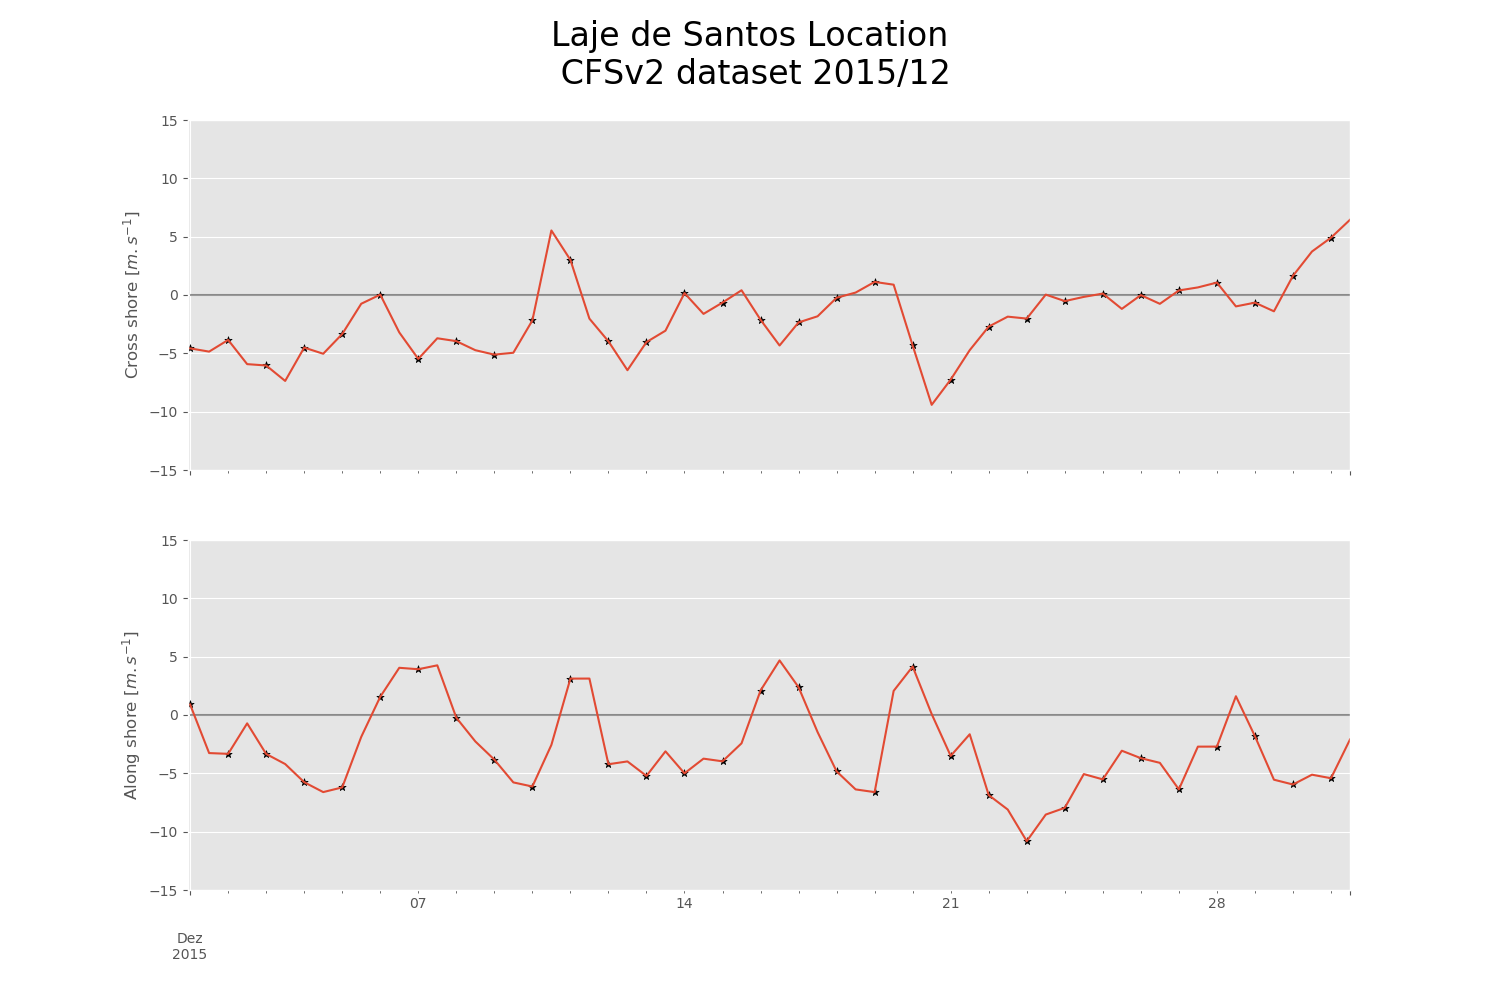 Laje de Santos Location
CFSv2 dataset 2015/12
15
10
5
0
−5
−10
−15
Cross shore [m.s⁻¹]
15
10
5
0
−5
−10
−15
Along shore [m.s⁻¹]
07 14 21 28
Dez
2015